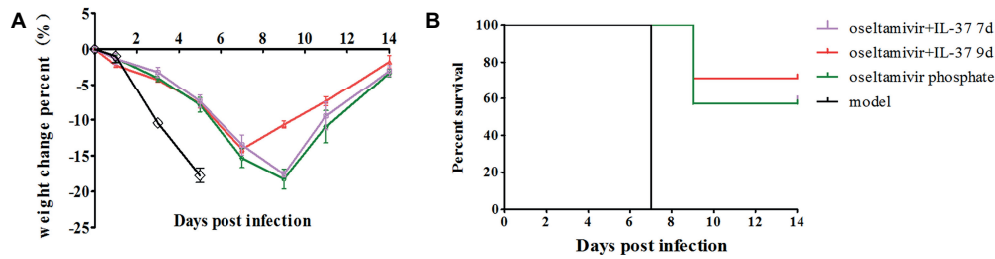 A
weight change percent (%)
0
-5
-10
-15
-20
-25
2 4 6 8 10 12 14
Days post infection
B
Percent survival
100
80
60
40
20
0
0 2 4 6 8 10 12 14
Days post infection
oseltamivir+IL-37 7d
oseltamivir+IL-37 9d
oseltamivir phosphate
model